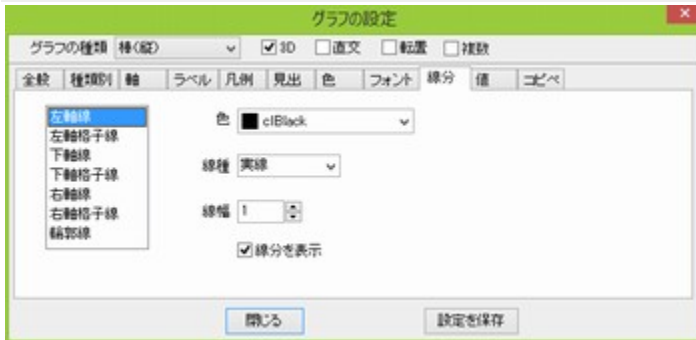 グラフの設定
グラフの種類 棒(縦) 3D 直交 転置 複数
全般 種類別 軸 ラベル 凡例 見出 色 フォント 線分 値 コピペ
左軸線
左軸格子線
下軸線
下軸格子線
右軸線
右軸格子線
輪郭線
色 clBlack
線種 実線
線幅 1
線分を表示
閉じる 設定を保存